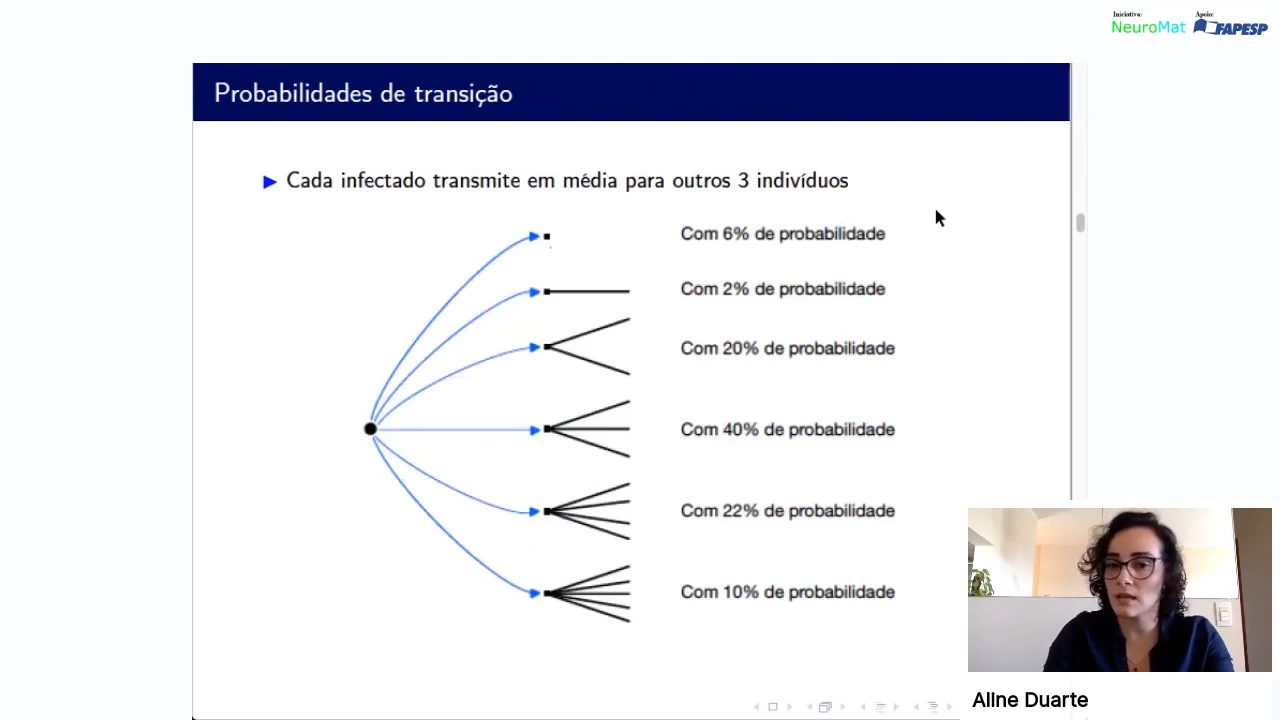 Iniciativa:
Apoio:
NeuroMat
FAPESP
Probabilidades de transição
Cada infectado transmite em média para outros 3 indivíduos
Com 6% de probabilidade
Com 2% de probabilidade
Com 20% de probabilidade
Com 40% de probabilidade
Com 22% de probabilidade
Com 10% de probabilidade
Aline Duarte